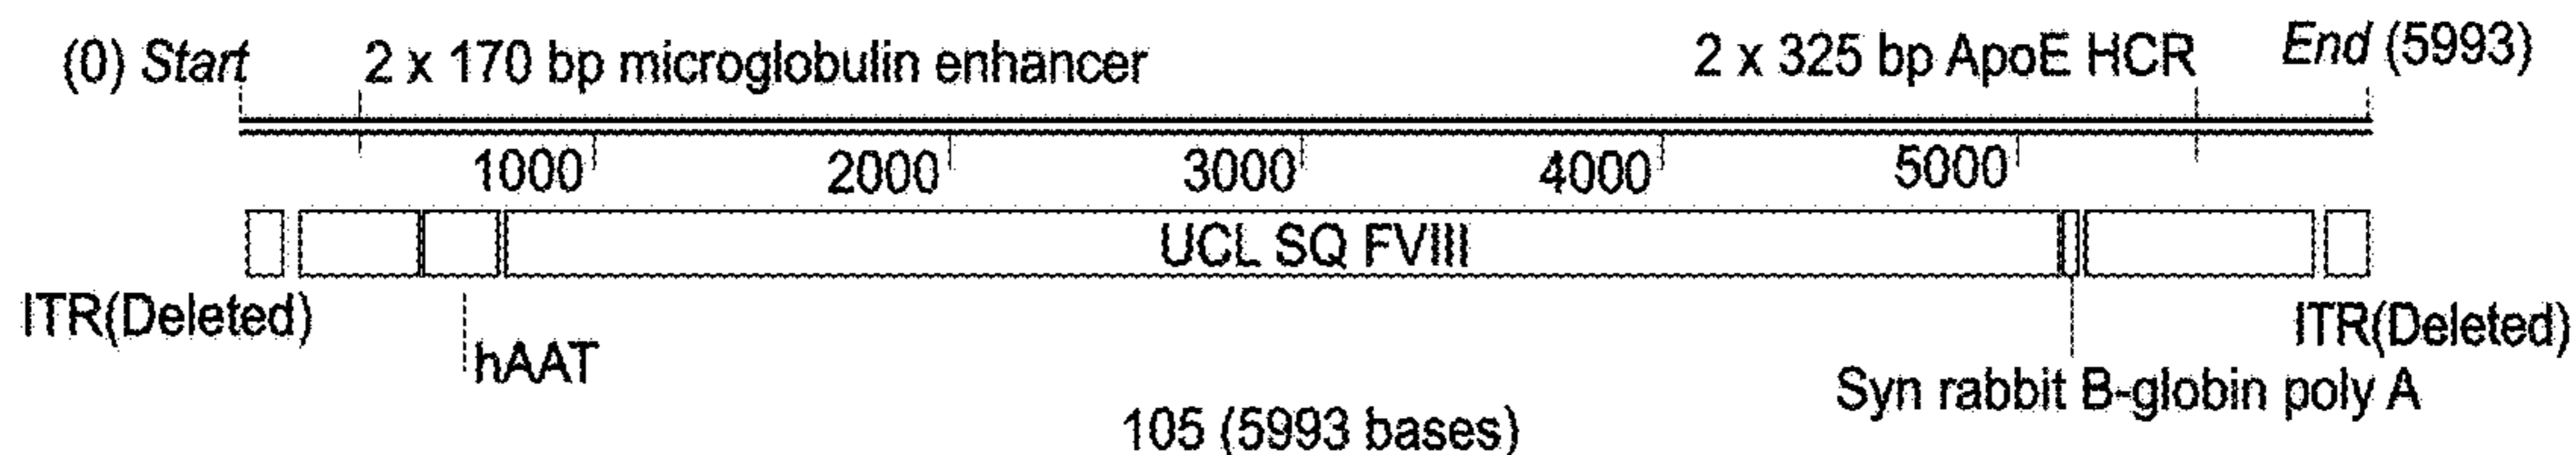 (0) Start 2 x 170 bp microglobulin enhancer 2 x 325 bp ApoE HCR End (5993)
1000 2000 3000 4000 5000
UCL SQ FVIII
ITR(Deleted) ITR(Deleted)
hAAT
Syn rabbit B-globin poly A
105 (5993 bases)